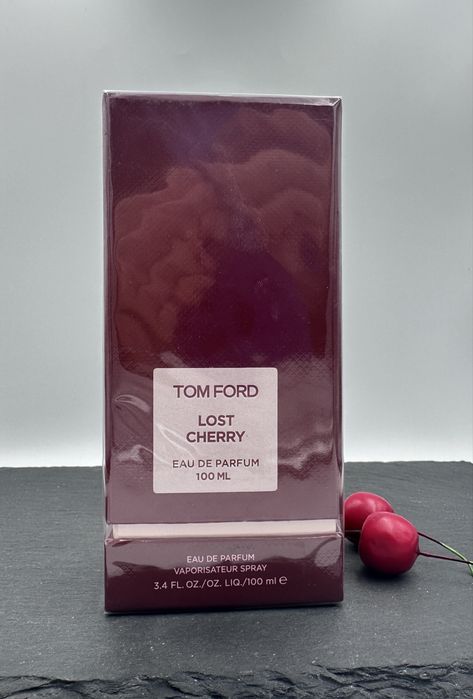 TOM FORD
LOST
CHERRY
EAU DE PARFUM
100 ML
EAU DE PARFUM
VAPORISATEUR SPRAY
3.4 FL. OZ./OZ. LIQ./100 ml ℮